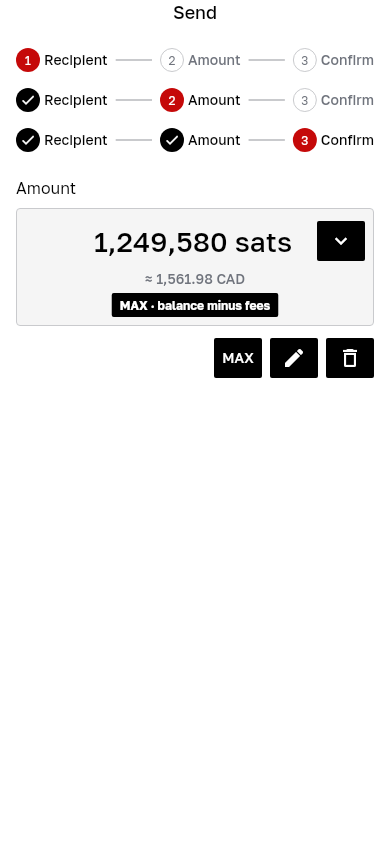 Send
1 Recipient 2 Amount 3 Confirm
Recipient 2 Amount 3 Confirm
Recipient Amount 3 Confirm
Amount
1,249,580 sats
≈ 1,561.98 CAD
MAX · balance minus fees
MAX